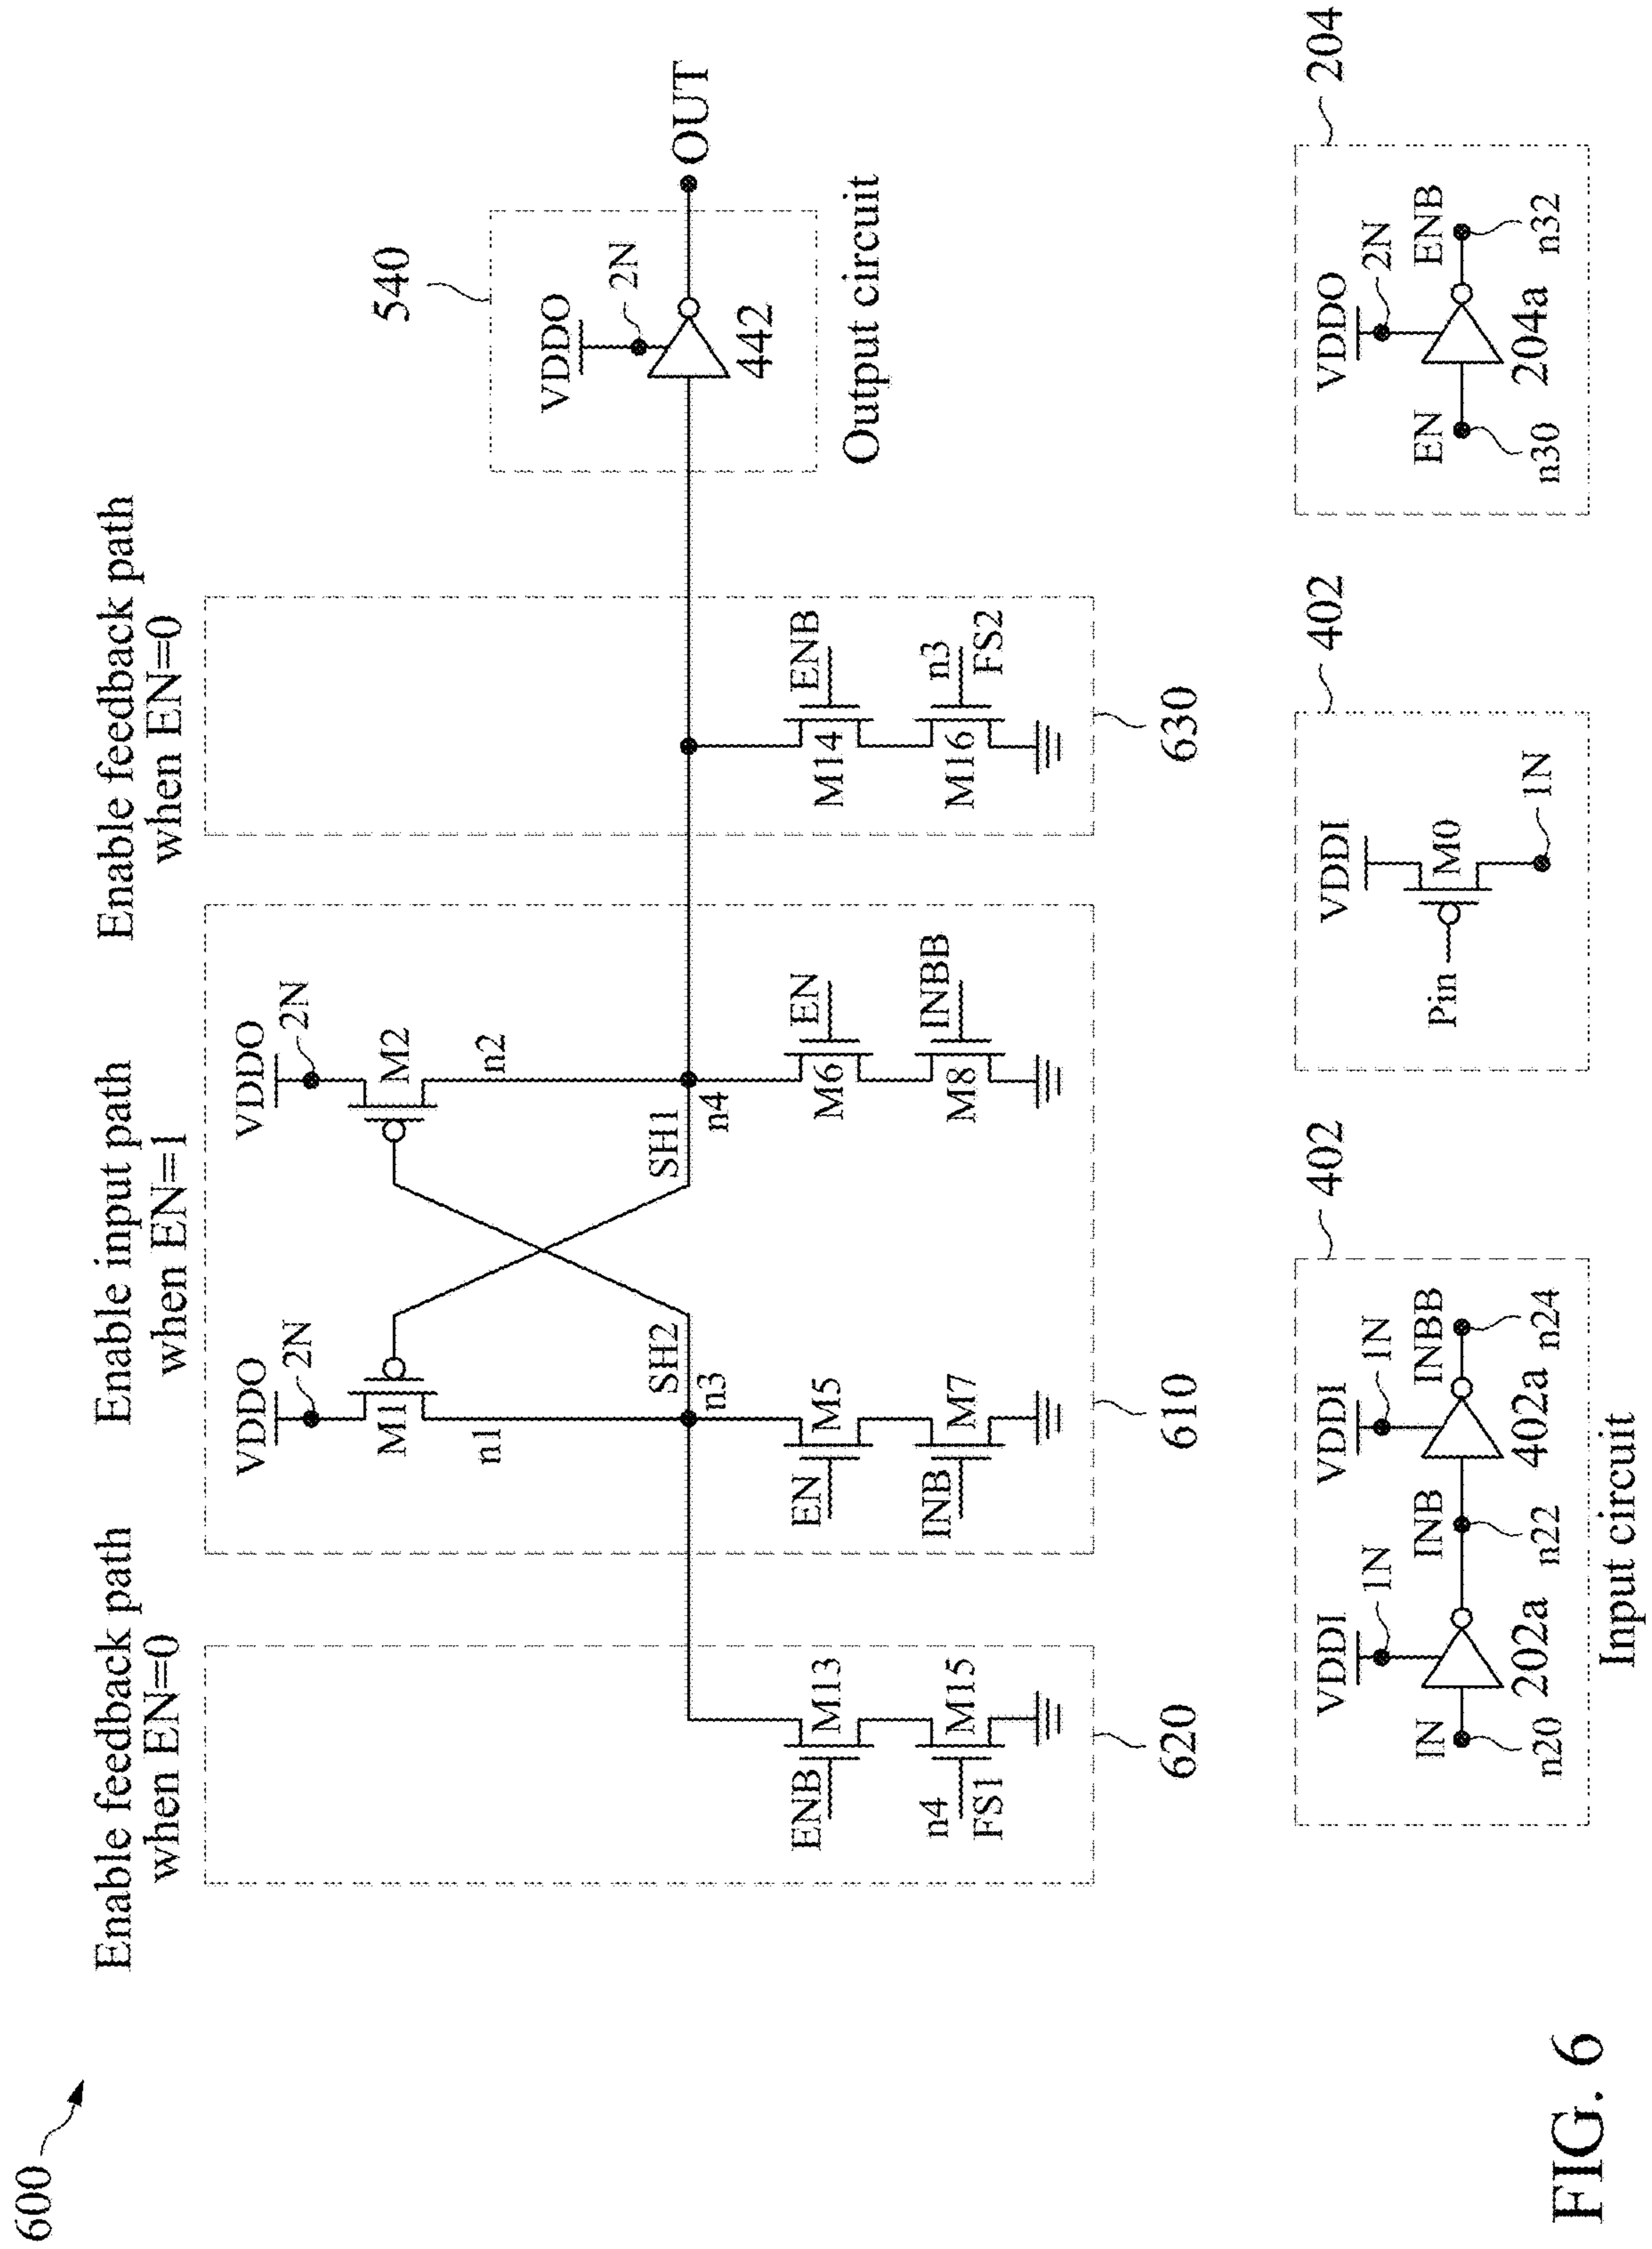 600
Enable feedback path
when EN=0
Enable input path
when EN=1
Enable feedback path
when EN=0
VDDO
2N
M1
n1
VDDO
2N
M2
n2
SH2
n3
SH1
n4
ENB
M13
n4
FS1
M15
EN
M5
INB
M7
EN
M6
INBB
M8
ENB
M14
n3
FS2
M16
620
610
630
540
VDDO
2N
442
OUT
Output circuit
402
VDDI
1N
VDDI
1N
IN
INB
INBB
n20
202a
n22
402a
n24
Input circuit
402
VDDI
Pin
M0
1N
204
VDDO
2N
EN
ENB
n30
204a
n32
FIG. 6